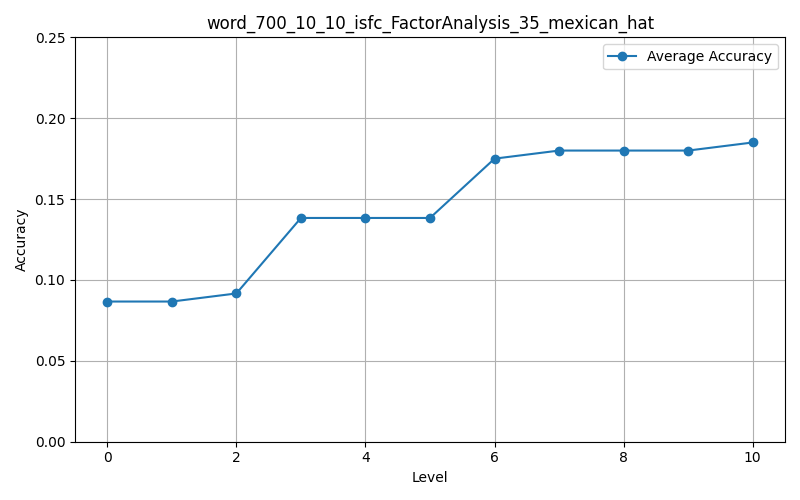 word_700_10_10_isfc_FactorAnalysis_35_mexican_hat
Average Accuracy
0.25
0.20
0.15
0.10
0.05
0.00
Accuracy
0 2 4 6 8 10
Level